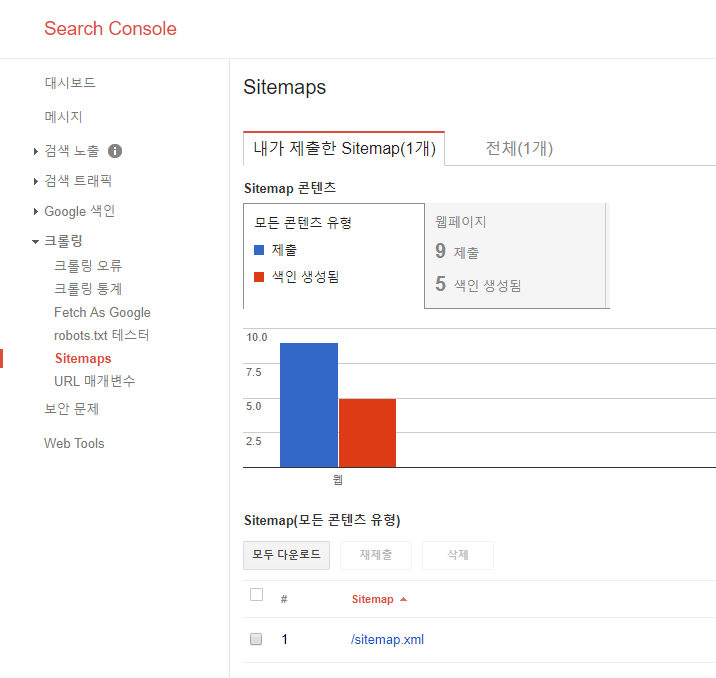 Search Console
대시보드
메시지
검색 노출
검색 트래픽
Google 색인
크롤링
크롤링 오류
크롤링 통계
Fetch As Google
robots.txt 테스터
Sitemaps
URL 매개변수
보안 문제
Web Tools
Sitemaps
내가 제출한 Sitemap(1개) 전체(1개)
Sitemap 콘텐츠
모든 콘텐츠 유형
제출
색인 생성됨
웹페이지
9 제출
5 색인 생성됨
10.0
7.5
5.0
2.5
웹
Sitemap(모든 콘텐츠 유형)
모두 다운로드 재제출 삭제
# Sitemap
1 /sitemap.xml